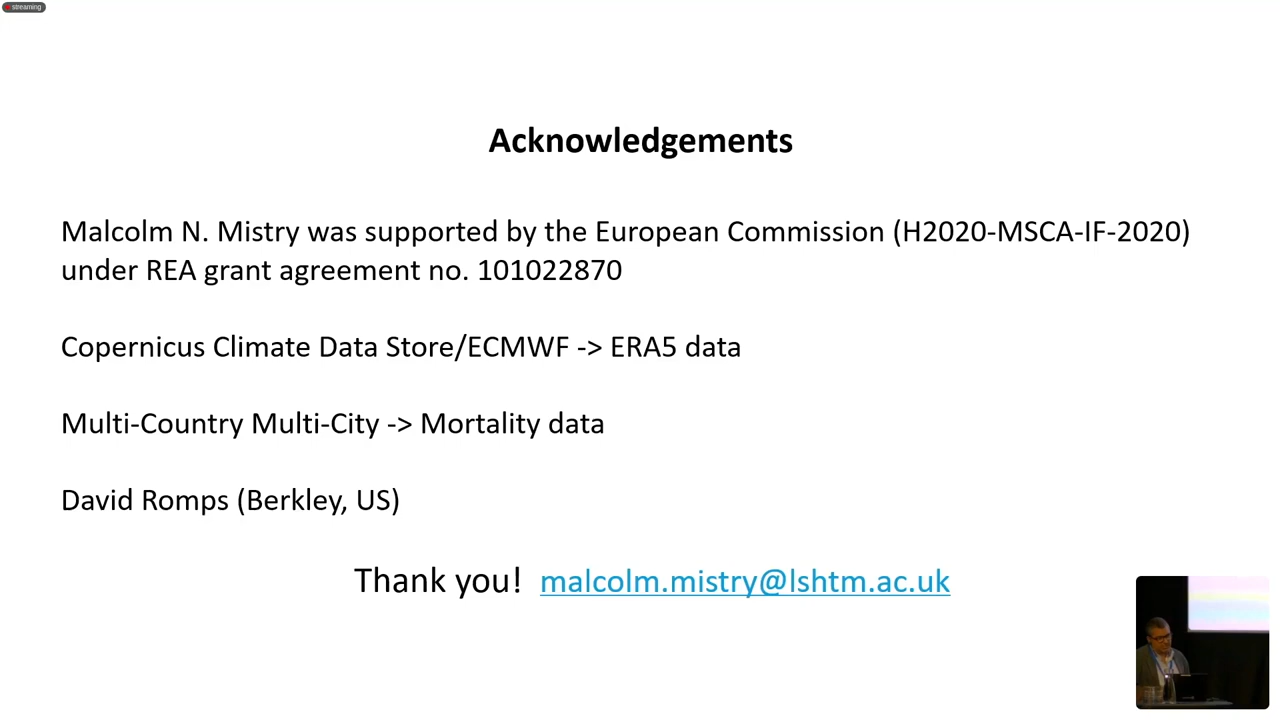 streaming
Acknowledgements
Malcolm N. Mistry was supported by the European Commission (H2020-MSCA-IF-2020)
under REA grant agreement no. 101022870
Copernicus Climate Data Store/ECMWF -> ERA5 data
Multi-Country Multi-City -> Mortality data
David Romps (Berkley, US)
Thank you! malcolm.mistry@lshtm.ac.uk